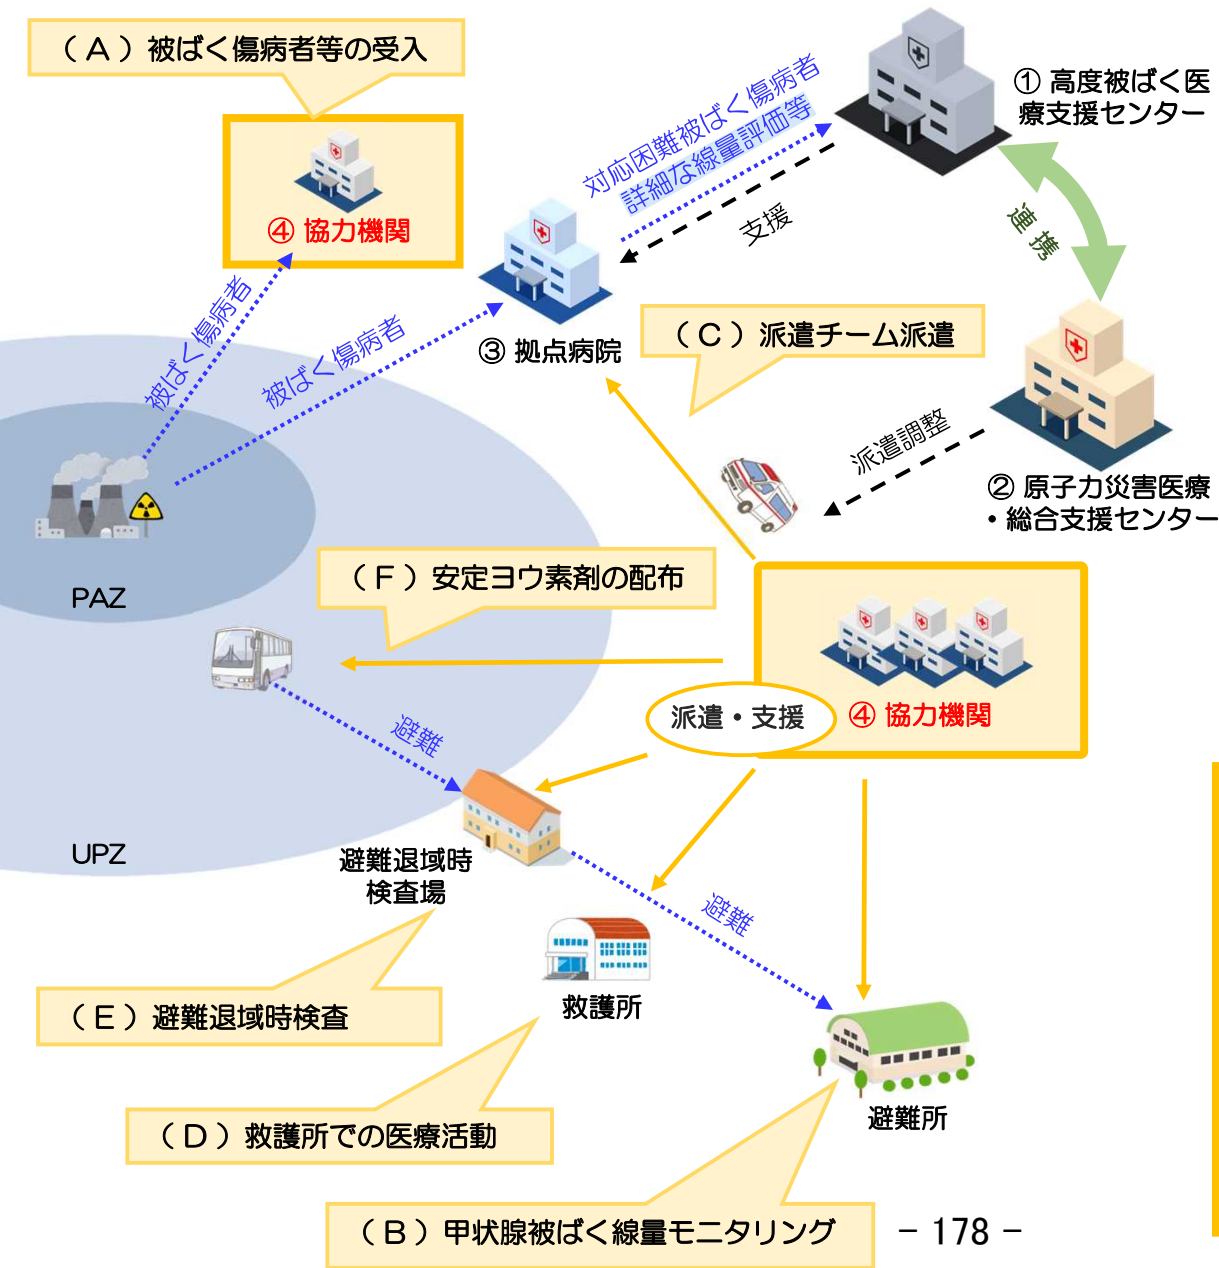 （A）被ばく傷病者等の受入
④ 協力機関
対応困難被ばく傷病者
詳細な線量評価等
支援
① 高度被ばく医
療支援センター
連携
被ばく傷病者
被ばく傷病者
③ 拠点病院
（C）派遣チーム派遣
派遣調整
② 原子力災害医療
・総合支援センター
PAZ
（F）安定ヨウ素剤の配布
派遣・支援
④ 協力機関
避難
UPZ
避難退域時
検査場
避難
救護所
（E）避難退域時検査
避難所
（D）救護所での医療活動
（B）甲状腺被ばく線量モニタリング
- 178 -